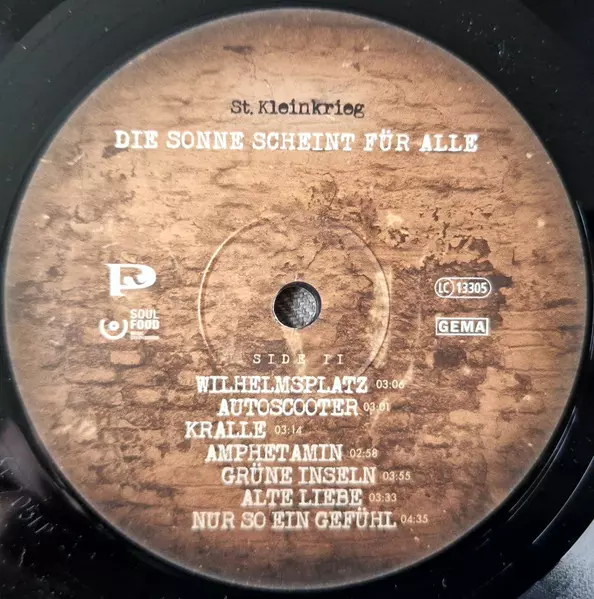 St. Kleinkrieg
DIE SONNE SCHEINT FÜR ALLE
LC 13305
SOUL
FOOD
GEMA
SIDE II
WILHELMSPLATZ 03:06
AUTOSCOOTER 03:01
KRALLE 03:14
AMPHETAMIN 02:58
GRÜNE INSELN 03:55
ALTE LIEBE 03:33
NUR SO EIN GEFÜHL 04:35